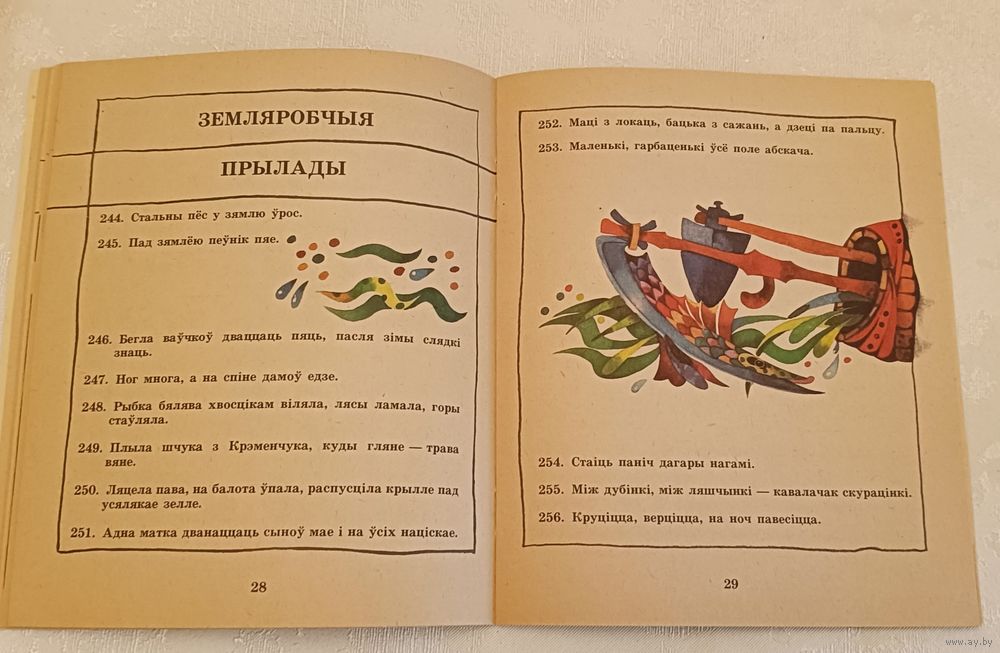 ЗЕМЛЯРОБЧЫЯ
ПРЫЛАДЫ
244. Стальны пёс у зямлю ўрос.
245. Пад зямлёю пеўнік пяе.
246. Бегла ваўчкоў дваццаць пяць, пасля зімы слядкі
знаць.
247. Ног многа, а на спіне дамоў едзе.
248. Рыбка бялява хвосцікам віляла, лясы ламала, горы
стаўляла.
249. Плыла шчука з Крэменчука, куды гляне — трава
вяне.
250. Ляцела пава, на балота ўпала, распусціла крылле пад
усялякае зелле.
251. Адна матка дванаццаць сыноў мае і на ўсіх націскае.
28
252. Маці з локаць, бацька з сажань, а дзеці па пальцу.
253. Маленькі, гарбаценькі ўсё поле абскача.
254. Стаіць паніч дагары нагамі.
255. Між дубінкі, між ляшчынкі — кавалачак скурацінкі.
256. Круціцца, верціцца, на ноч павесіцца.
29
www.ay.by